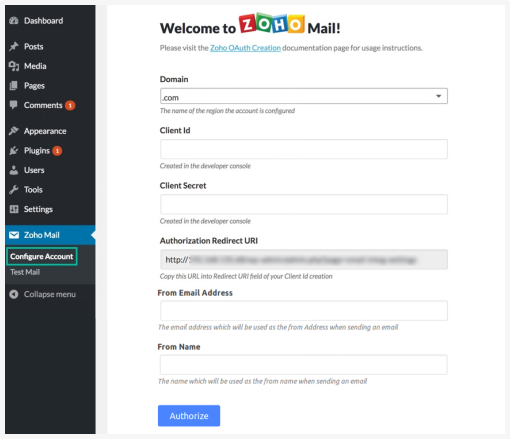 Dashboard
Posts
Media
Pages
Comments 1
Appearance
Plugins 1
Users
Tools
Settings
Zoho Mail
Configure Account
Test Mail
Collapse menu
Welcome to ZOHO Mail!
Please visit the Zoho OAuth Creation documentation page for usage instructions.
Domain
.com
The name of the region the account is configured
Client Id
Created in the developer console
Client Secret
Created in the developer console
Authorization Redirect URI
http://
Copy this URL into Redirect URI field of your Client Id creation
From Email Address
The email address which will be used as the from Address when sending an email
From Name
The name which will be used as the from name when sending an email
Authorize